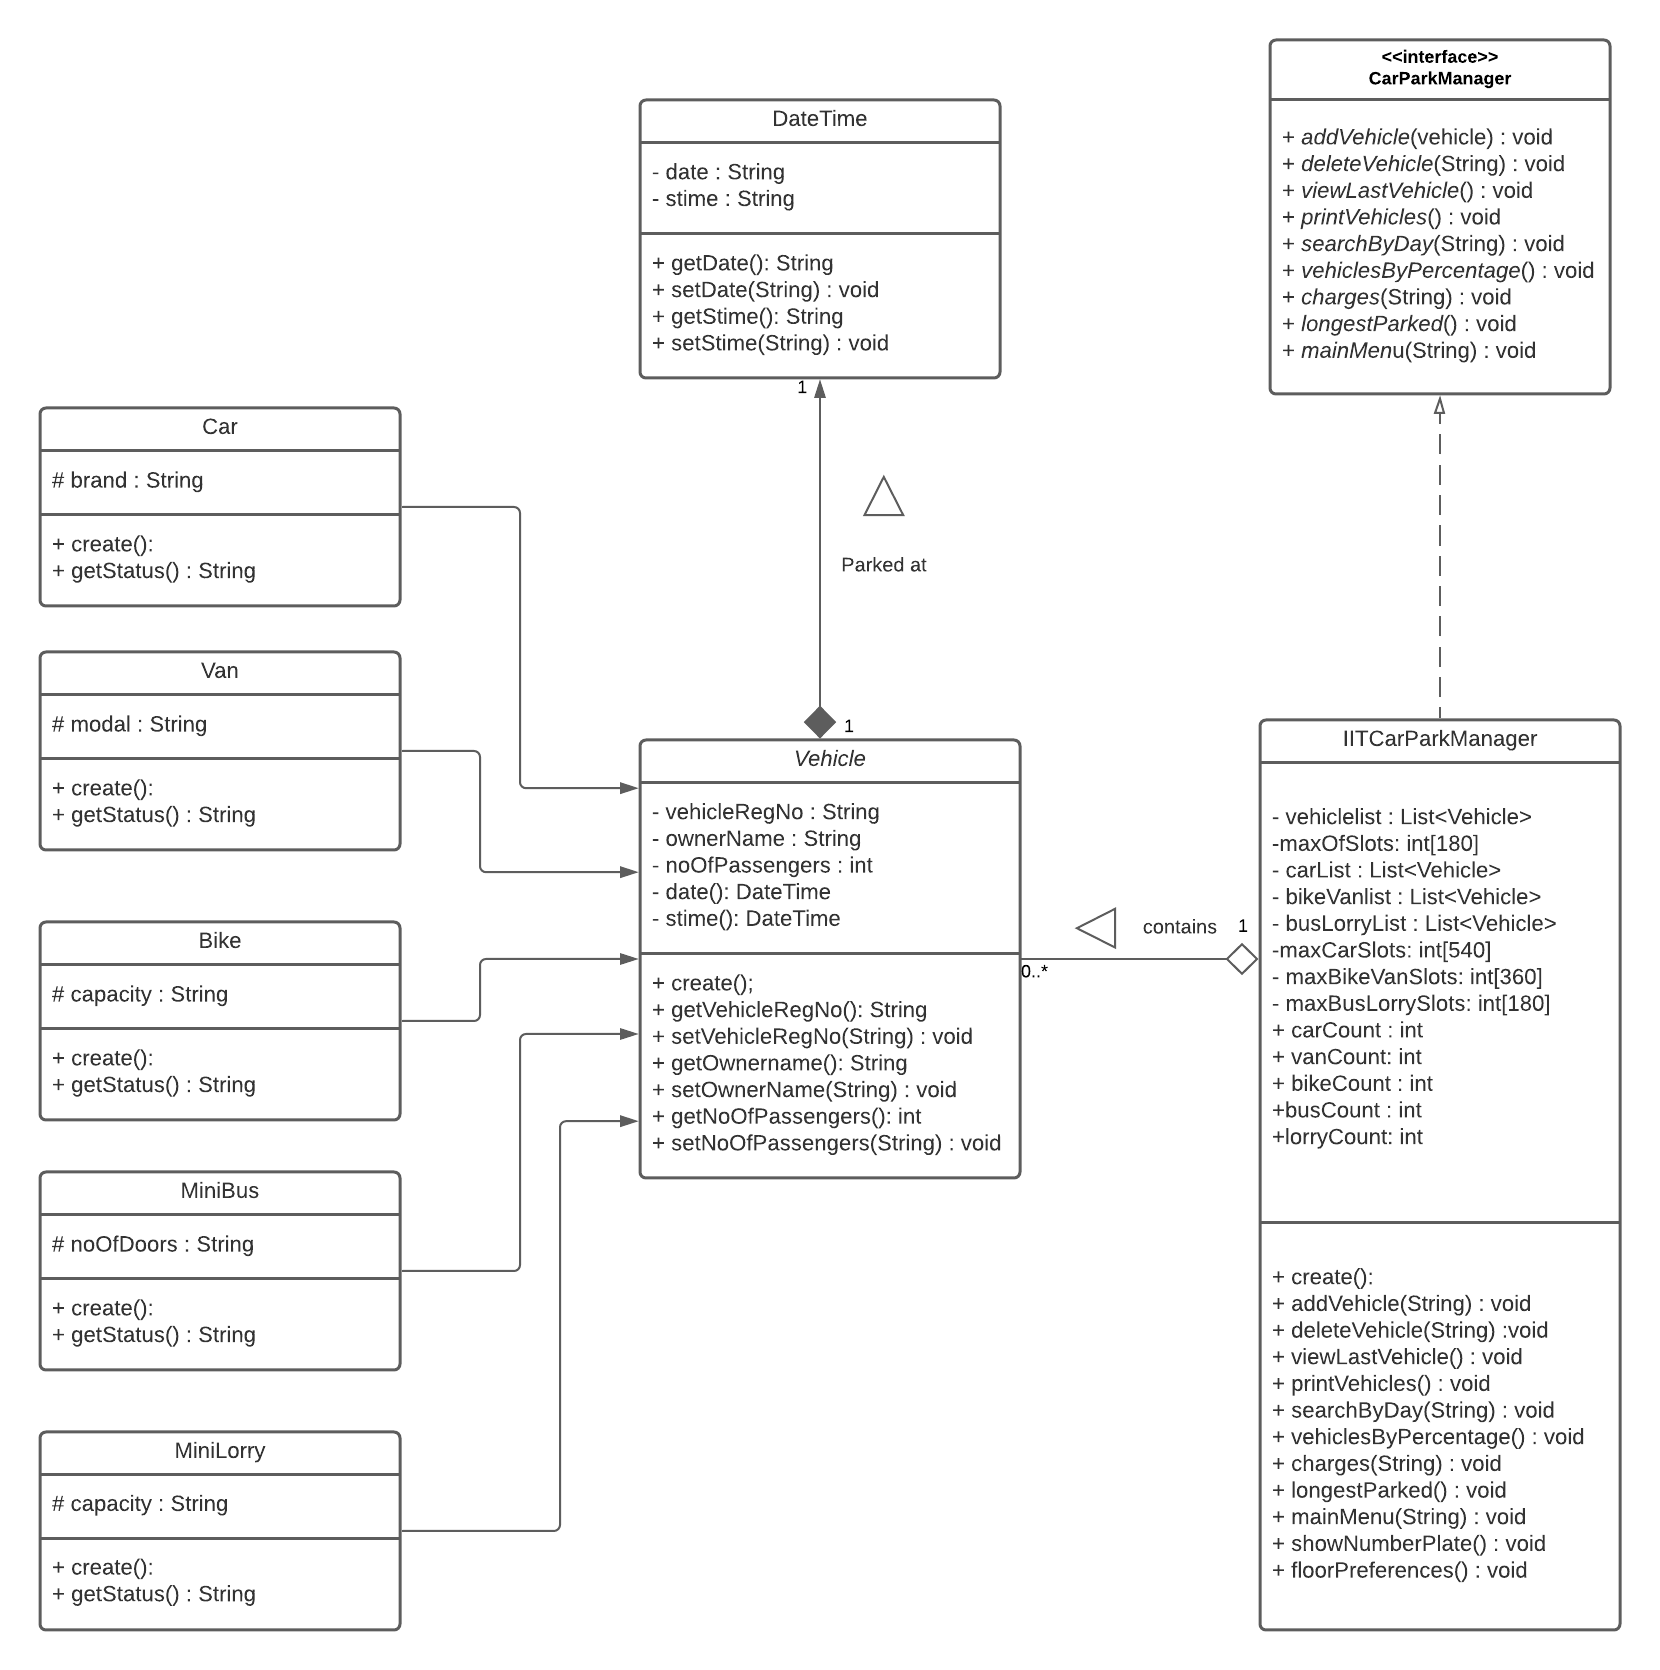 <<interface>>
CarParkManager
+ addVehicle(vehicle) : void
+ deleteVehicle(String) : void
+ viewLastVehicle() : void
+ printVehicles() : void
+ searchByDay(String) : void
+ vehiclesByPercentage() : void
+ charges(String) : void
+ longestParked() : void
+ mainMenu(String) : void
DateTime
- date : String
- stime : String
+ getDate(): String
+ setDate(String) : void
+ getStime(): String
+ setStime(String) : void
1
Parked at
1
Car
# brand : String
+ create():
+ getStatus() : String
Van
# modal : String
+ create():
+ getStatus() : String
Bike
# capacity : String
+ create():
+ getStatus() : String
MiniBus
# noOfDoors : String
+ create():
+ getStatus() : String
MiniLorry
# capacity : String
+ create():
+ getStatus() : String
Vehicle
- vehicleRegNo : String
- ownerName : String
- noOfPassengers : int
- date(): DateTime
- stime(): DateTime
+ create();
+ getVehicleRegNo(): String
+ setVehicleRegNo(String) : void
+ getOwnername(): String
+ setOwnerName(String) : void
+ getNoOfPassengers(): int
+ setNoOfPassengers(String) : void
contains
1
0..*
IITCarParkManager
- vehiclelist : List<Vehicle>
-maxOfSlots: int[180]
- carList : List<Vehicle>
- bikeVanlist : List<Vehicle>
- busLorryList : List<Vehicle>
-maxCarSlots: int[540]
- maxBikeVanSlots: int[360]
- maxBusLorrySlots: int[180]
+ carCount : int
+ vanCount: int
+ bikeCount : int
+busCount : int
+lorryCount: int
+ create():
+ addVehicle(String) : void
+ deleteVehicle(String) :void
+ viewLastVehicle() : void
+ printVehicles() : void
+ searchByDay(String) : void
+ vehiclesByPercentage() : void
+ charges(String) : void
+ longestParked() : void
+ mainMenu(String) : void
+ showNumberPlate() : void
+ floorPreferences() : void